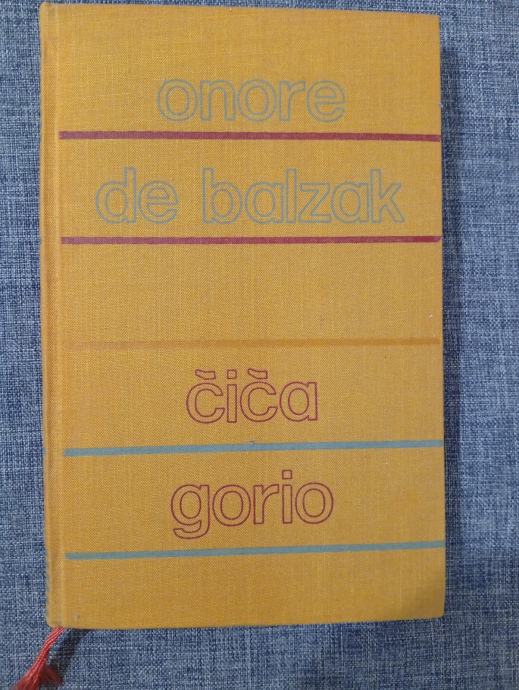 onore
de balzak
čiča
gorio